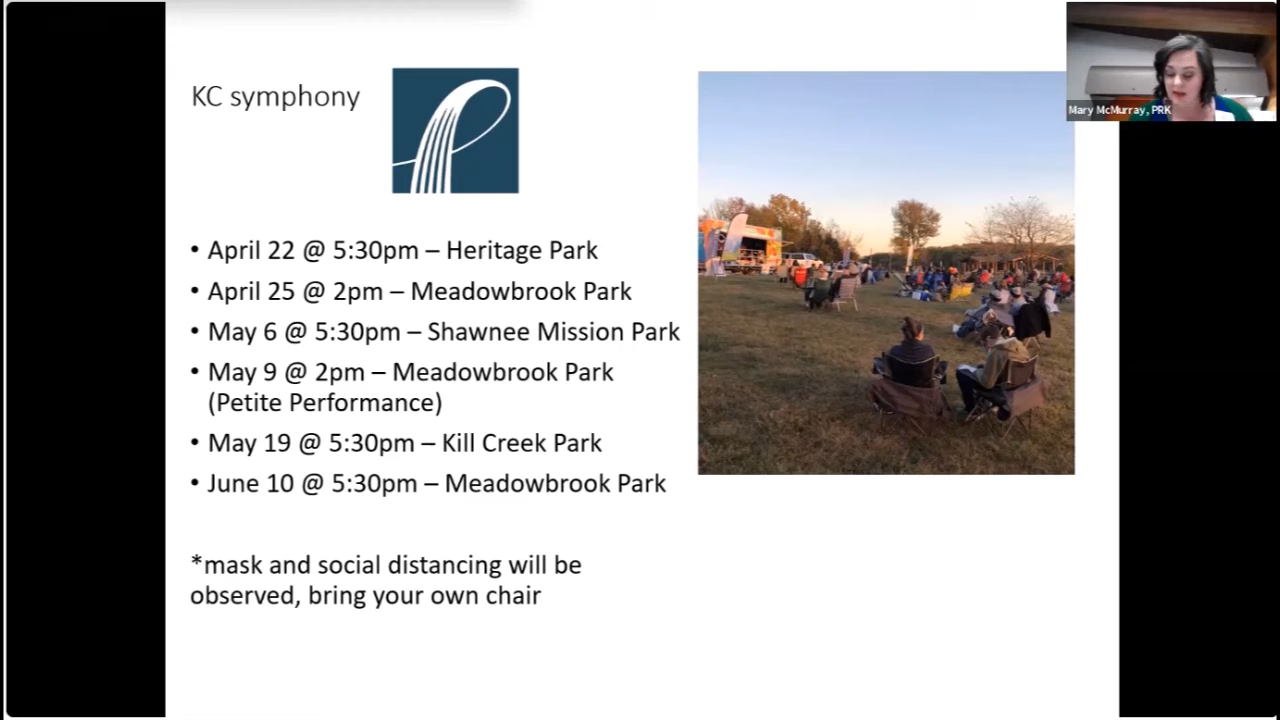 KC symphony
Mary McMurray, PRK
• April 22 @ 5:30pm – Heritage Park
• April 25 @ 2pm – Meadowbrook Park
• May 6 @ 5:30pm – Shawnee Mission Park
• May 9 @ 2pm – Meadowbrook Park
(Petite Performance)
• May 19 @ 5:30pm – Kill Creek Park
• June 10 @ 5:30pm – Meadowbrook Park
*mask and social distancing will be
observed, bring your own chair